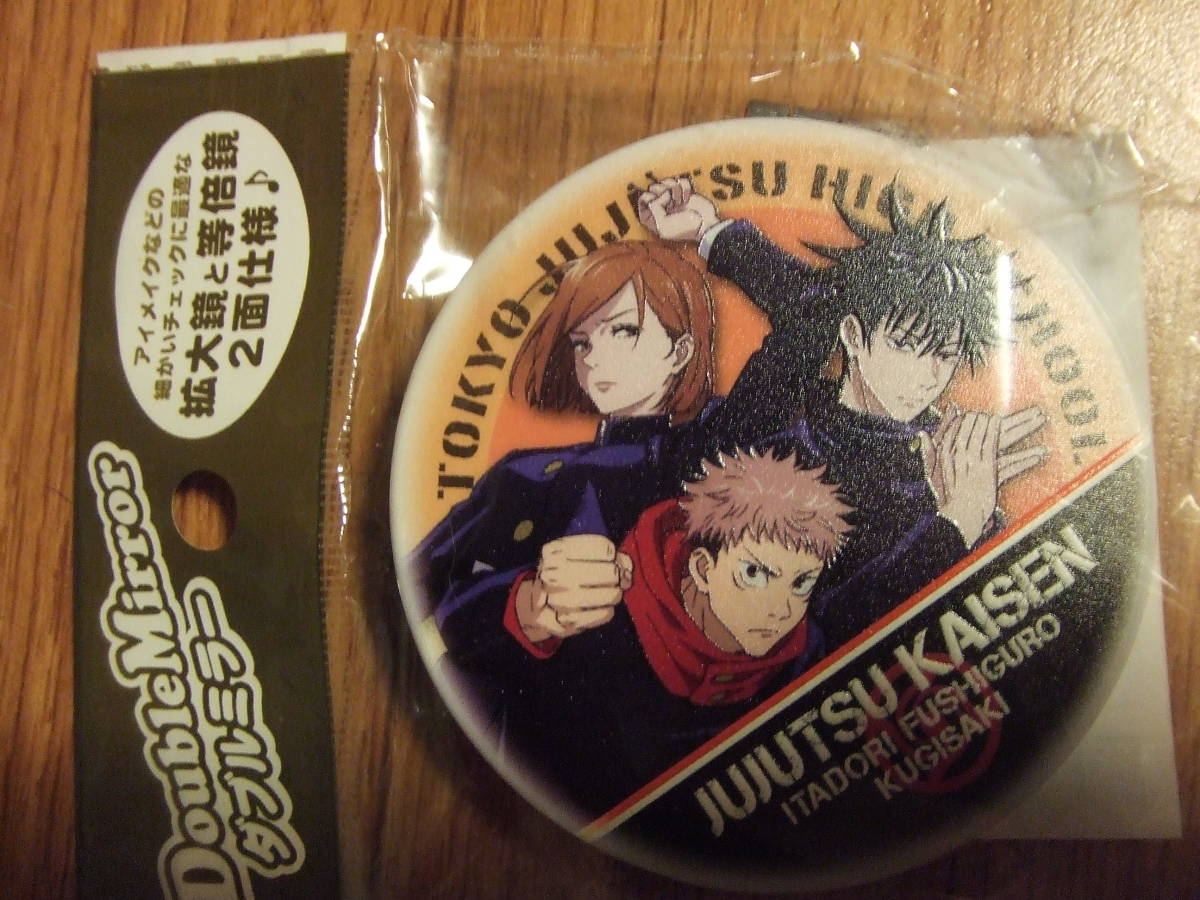 アイメイクなどの
細かいチェックに最適な
拡大鏡と等倍鏡
2面仕様♪
DoubleMirror
ダブルミラー
TOKYO JUJUTSU HIGH SCHOOL
JUJUTSU KAISEN
ITADORI FUSHIGURO
KUGISAKI